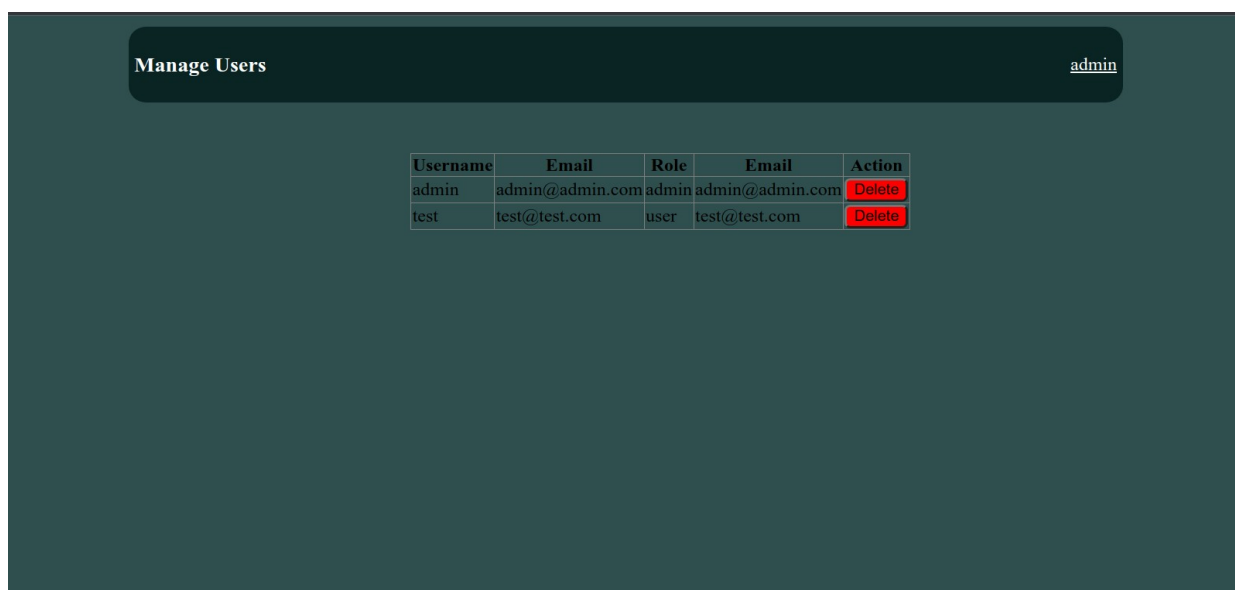 Manage Users
admin
Username Email Role Email Action
admin admin@admin.com admin admin@admin.com Delete
test test@test.com user test@test.com Delete